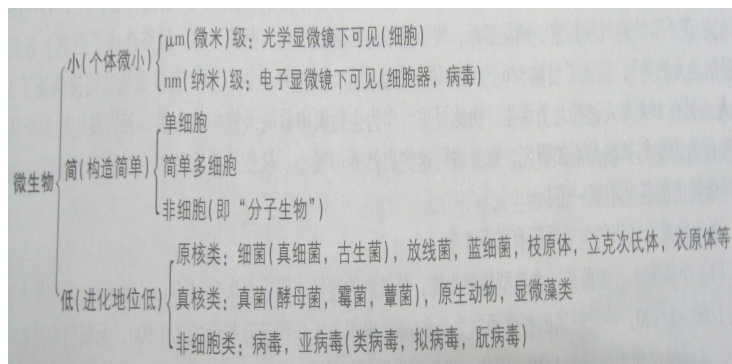 μm(微米)级：光学显微镜下可见(细胞)
小(个体微小)
nm(纳米)级：电子显微镜下可见(细胞器，病毒)
单细胞
微生物 简(构造简单) 简单多细胞
非细胞(即“分子生物”)
原核类：细菌(真细菌，古生菌)，放线菌，蓝细菌，枝原体，立克次氏体，衣原体等
低(进化地位低) 真核类：真菌(酵母菌，霉菌，蕈菌)，原生动物，显微藻类
非细胞类：病毒，亚病毒(类病毒，拟病毒，朊病毒)